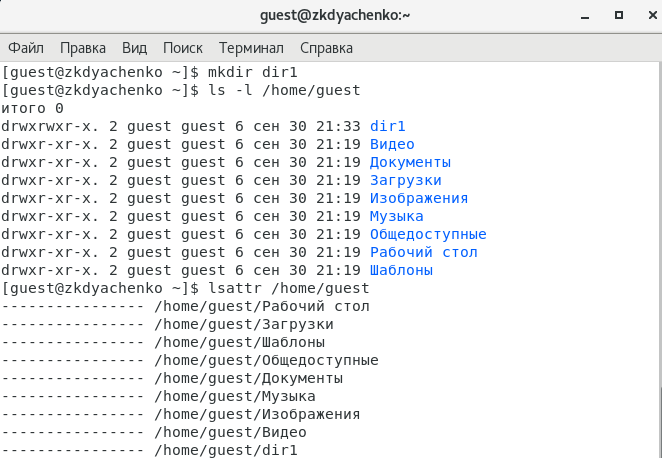 guest@zkdyachenko:~
Файл Правка Вид Поиск Терминал Справка
[guest@zkdyachenko ~]$ mkdir dir1
[guest@zkdyachenko ~]$ ls -l /home/guest
итого 0
drwxrwxr-x. 2 guest guest 6 сен 30 21:33 dir1
drwxr-xr-x. 2 guest guest 6 сен 30 21:19 Видео
drwxr-xr-x. 2 guest guest 6 сен 30 21:19 Документы
drwxr-xr-x. 2 guest guest 6 сен 30 21:19 Загрузки
drwxr-xr-x. 2 guest guest 6 сен 30 21:19 Изображения
drwxr-xr-x. 2 guest guest 6 сен 30 21:19 Музыка
drwxr-xr-x. 2 guest guest 6 сен 30 21:19 Общедоступные
drwxr-xr-x. 2 guest guest 6 сен 30 21:19 Рабочий стол
drwxr-xr-x. 2 guest guest 6 сен 30 21:19 Шаблоны
[guest@zkdyachenko ~]$ lsattr /home/guest
---------------- /home/guest/Рабочий стол
---------------- /home/guest/Загрузки
---------------- /home/guest/Шаблоны
---------------- /home/guest/Общедоступные
---------------- /home/guest/Документы
---------------- /home/guest/Музыка
---------------- /home/guest/Изображения
---------------- /home/guest/Видео
---------------- /home/guest/dir1